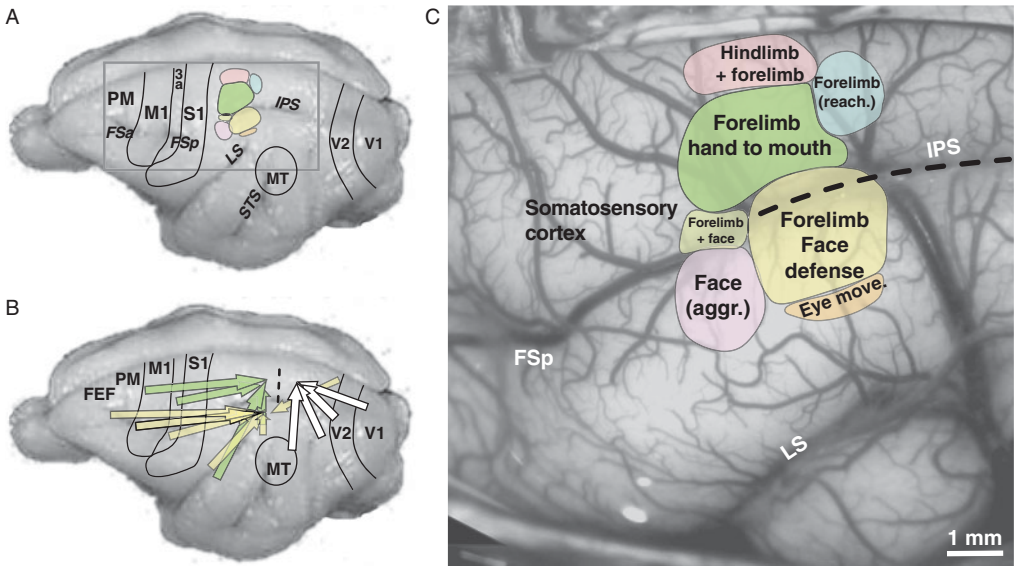 A
PM
M1
3
a
S1
IPS
FSa
FSp
LS
MT
STS
V2
V1
B
FEF
PM
M1
S1
MT
V2
V1
C
Hindlimb
+ forelimb
Forelimb
(reach.)
Forelimb
hand to mouth
IPS
Somatosensory
cortex
Forelimb
+ face
Forelimb
Face
defense
Face
(aggr.)
Eye move.
FSp
LS
1 mm